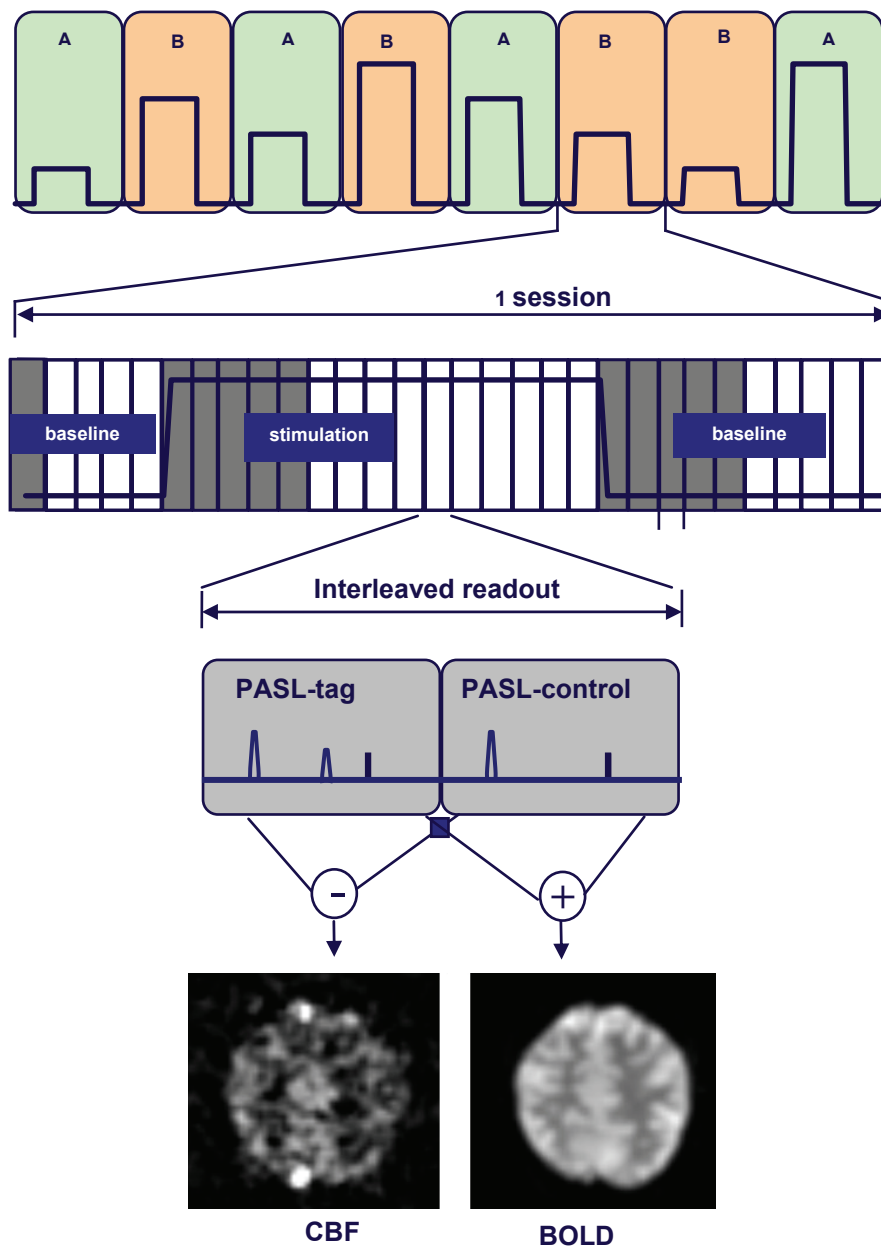 A B A B A B B A
1 session
baseline stimulation baseline
Interleaved readout
PASL-tag PASL-control
- +
CBF BOLD